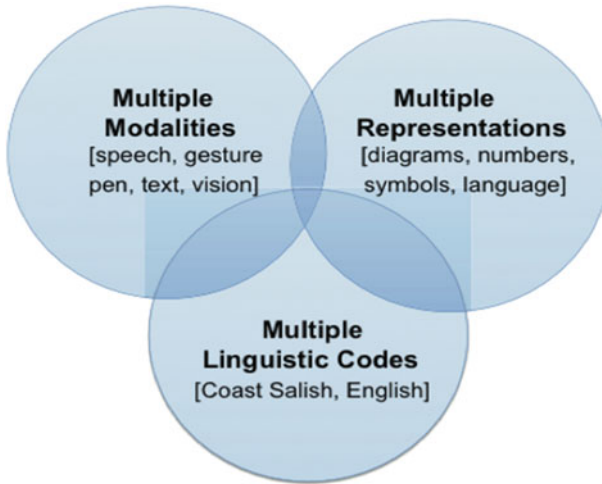 Multiple
Modalities
[speech, gesture
pen, text, vision]
Multiple
Representations
[diagrams, numbers,
symbols, language]
Multiple
Linguistic Codes
[Coast Salish, English]